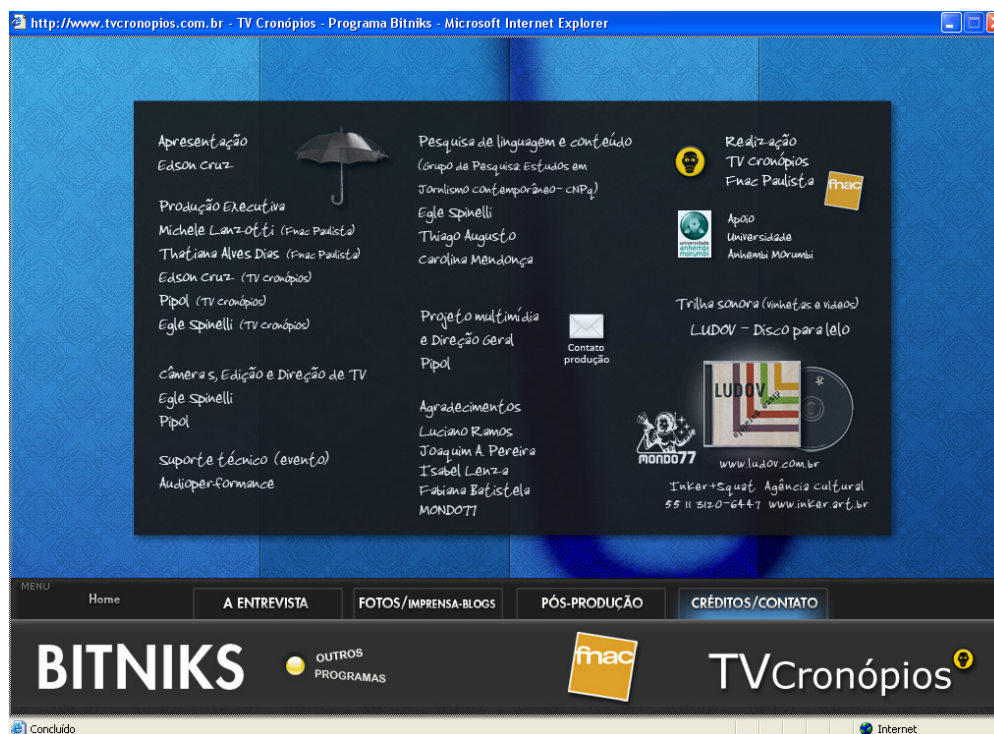 http://www.tvcronopios.com.br - TV Cronópios - Programa Bitniks - Microsoft Internet Explorer
Apresentação
Edson Cruz
Produção Executiva
Michele Lanzotti (Fnac Paulista)
Thatiana Alves Dias (Fnac Paulista)
Edson Cruz (TV Cronópios)
Pipol (TV Cronópios)
Egle Spinelli (TV Cronópios)
Câmeras, Edição e Direção de TV
Egle Spinelli
Pipol
Suporte técnico (evento)
Audioperformance
Pesquisa de linguagem e conteúdo
(Grupo de Pesquisa Estudos em
Jornlismo Contemporâneo- CNPq)
Egle Spinelli
Thiago Augusto
Carolina Mendonça
Projeto multimídia
e Direção Geral
Pipol
Contato
produção
Agradecimentos
Luciano Ramos
Joaquim A. Pereira
Isabel Lenza
Fabiana Batistela
MONDO77
Realização
TV Cronópios
Fnac Paulista
fnac
universidade
anhembi
morumbi
Apoio
Universidade
Anhembi Morumbi
Trilha sonora (vinhetas e vídeos)
LUDOV - Disco paralelo
LUDOV
disco paralelo
MONDO77
www.ludov.com.br
Inker+Squat Agência cultural
55 11 3120-6447 www.inker.art.br
MENU
Home
A ENTREVISTA
FOTOS/IMPRENSA-BLOGS
PÓS-PRODUÇÃO
CRÉDITOS/CONTATO
BITNIKS
OUTROS
PROGRAMAS
fnac
TVCronópios
Concluído
Internet